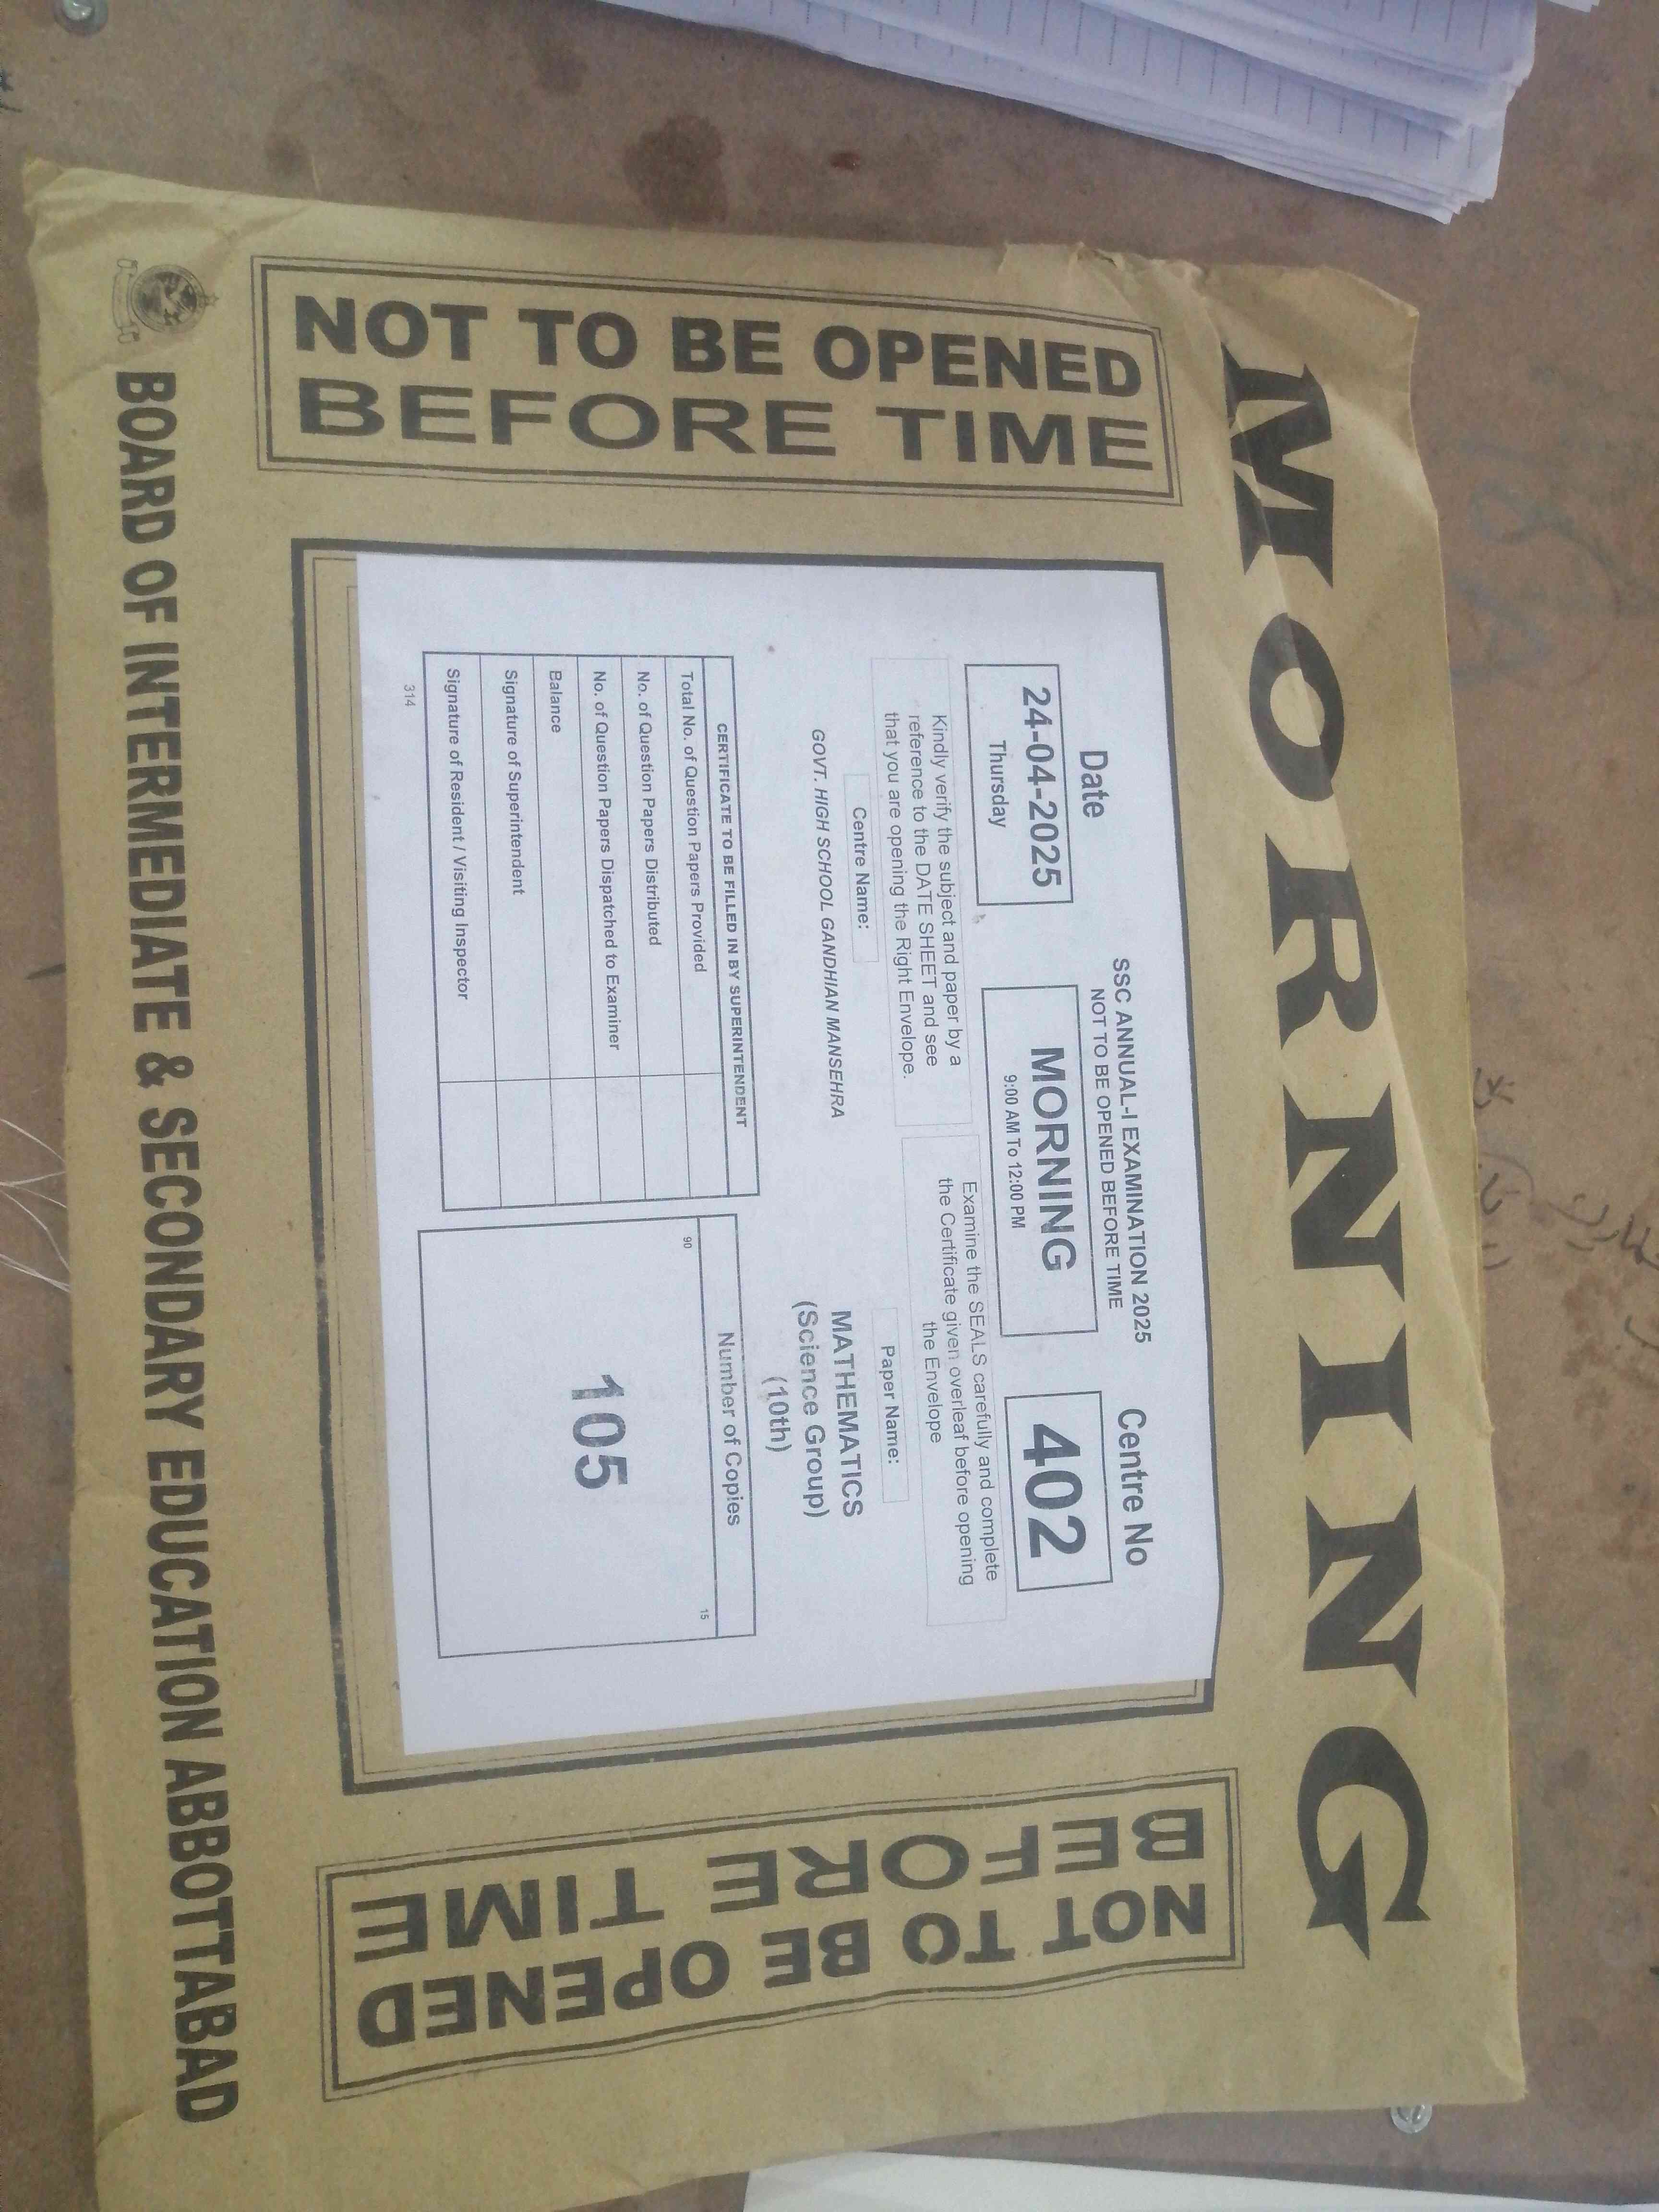 MORNING
NOT TO BE OPENED
BEFORE TIME
Date
SSC ANNUAL-I EXAMINATION 2025
NOT TO BE OPENED BEFORE TIME
Centre No
24-04-2025
Thursday
MORNING
9:00 AM To 12:00 PM
402
Kindly verify the subject and paper by a
reference to the DATE SHEET and see
that you are opening the Right Envelope.
Examine the SEALS carefully and complete
the Certificate given overleaf before opening
the Envelope
Centre Name:
Paper Name:
GOVT. HIGH SCHOOL GANDHIAN MANSEHRA
MATHEMATICS
(Science Group)
(10th)
CERTIFICATE TO BE FILLED IN BY SUPERINTENDENT
Total No. of Question Papers Provided
No. of Question Papers Distributed
No. of Question Papers Dispatched to Examiner
Balance
Signature of Superintendent
Signature of Resident / Visiting Inspector
314
Number of Copies
90
15
105
NOT TO BE OPENED
BEFORE TIME
BOARD OF INTERMEDIATE & SECONDARY EDUCATION ABBOTTABAD